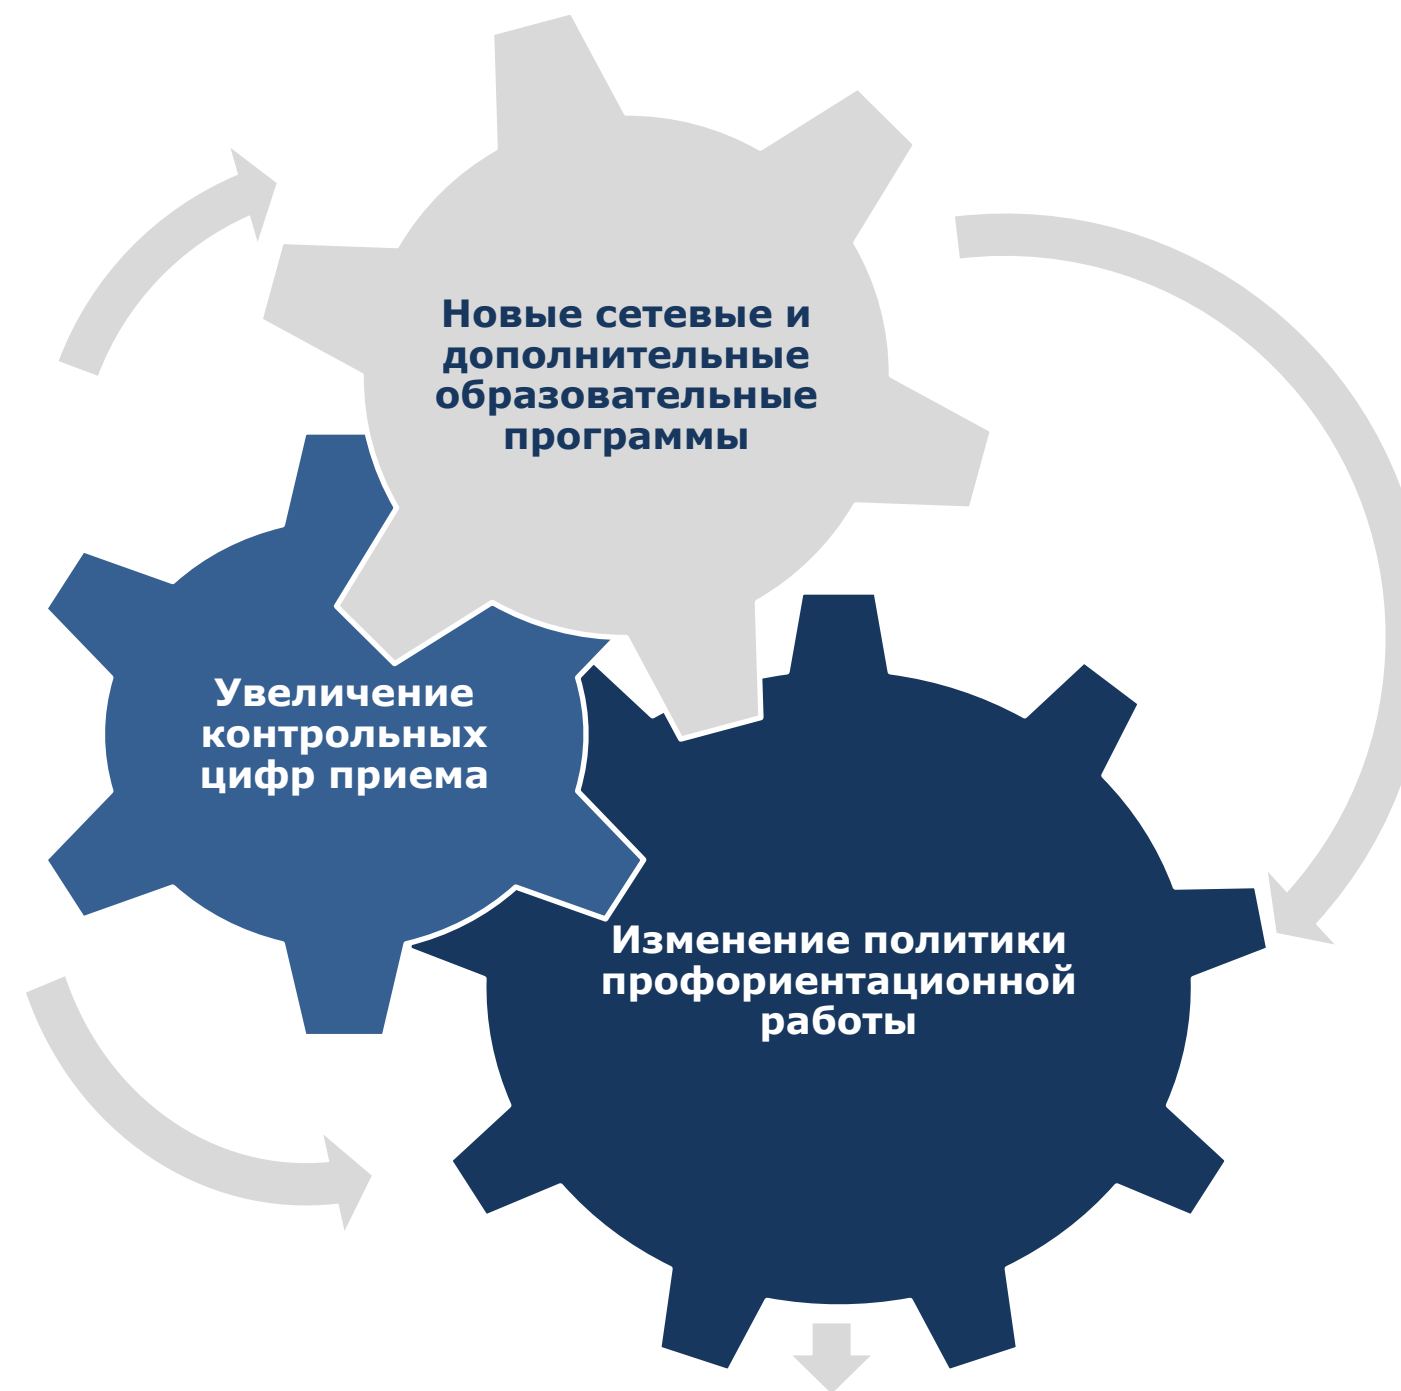 Новые сетевые и
дополнительные
образовательные
программы
Увеличение
контрольных
цифр приема
Изменение политики
профориентационной
работы